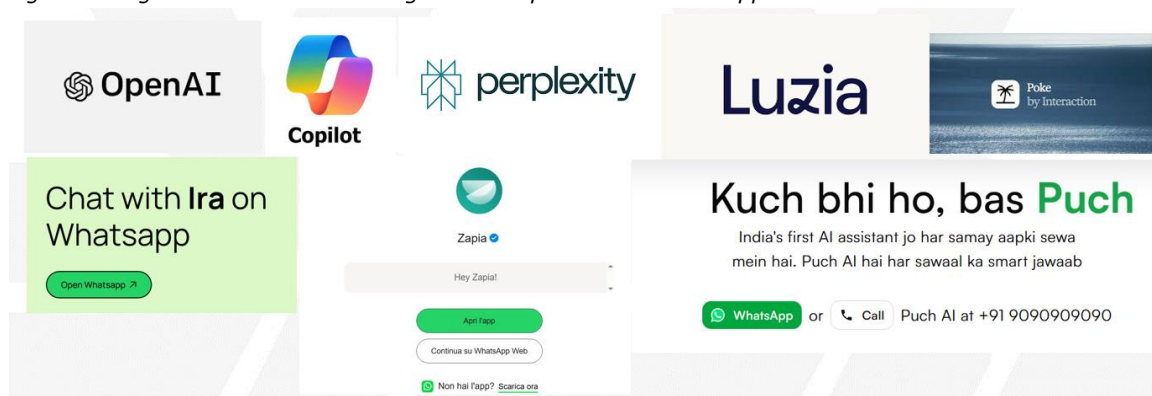 OpenAI
Copilot
perplexity
Luzia
Poke
by Interaction
Chat with Ira on
Whatsapp
Open Whatsapp ↗
Zapia
Hey Zapia!
Apri l'app
Continua su WhatsApp Web
Non hai l'app? Scarica ora
Kuch bhi ho, bas Puch
India's first AI assistant jo har samay aapki sewa
mein hai. Puch AI hai har sawaal ka smart jawaab
WhatsApp or Call Puch AI at +91 9090909090